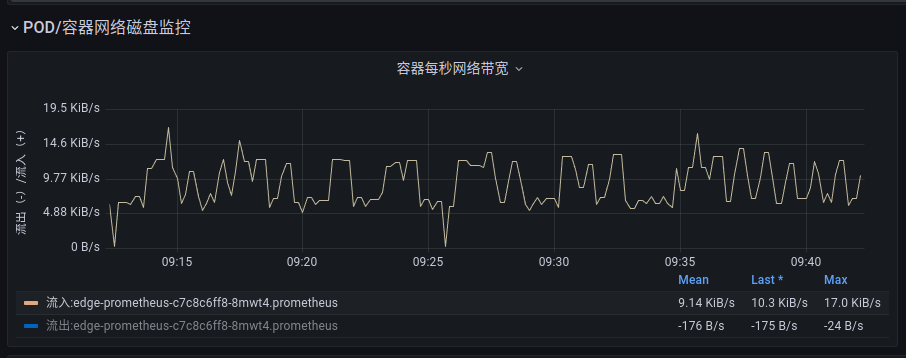 POD/容器网络磁盘监控
容器每秒网络带宽
流出（-）/流入（+）
19.5 KiB/s
14.6 KiB/s
9.77 KiB/s
4.88 KiB/s
0 B/s
09:15 09:20 09:25 09:30 09:35 09:40
Mean Last * Max
流入:edge-prometheus-c7c8c6ff8-8mwt4.prometheus 9.14 KiB/s 10.3 KiB/s 17.0 KiB/s
流出:edge-prometheus-c7c8c6ff8-8mwt4.prometheus -176 B/s -175 B/s -24 B/s